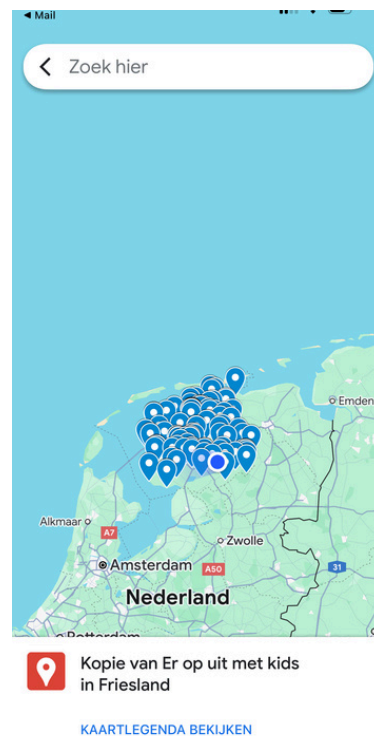 ◀ Mail
Zoek hier
Emden
Alkmaar
A7
Zwolle
Amsterdam
A50
31
Nederland
Rotterdam
Kopie van Er op uit met kids
in Friesland
KAARTLEGENDA BEKIJKEN